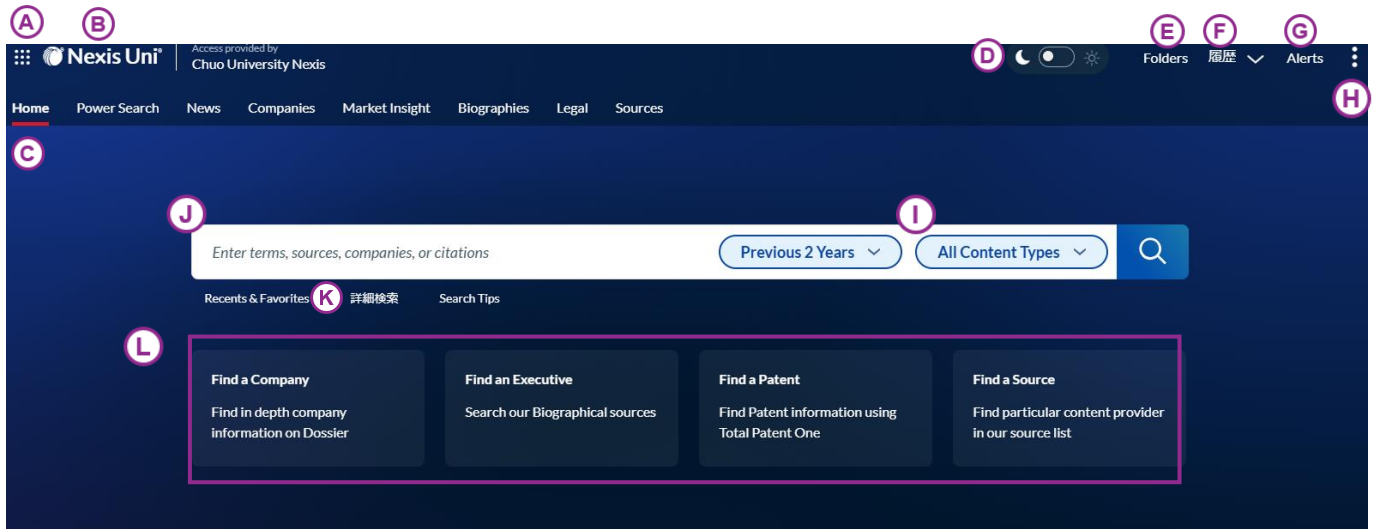 A B
E F G
Nexis Uni® Access provided by
Chuo University Nexis
D Folders 履歴 Alerts
H
Home Power Search News Companies Market Insight Biographies Legal Sources
C
J I
Enter terms, sources, companies, or citations Previous 2 Years All Content Types
Recents & Favorites K 詳細検索 Search Tips
L
Find a Company
Find in depth company
information on Dossier
Find an Executive
Search our Biographical sources
Find a Patent
Find Patent information using
Total Patent One
Find a Source
Find particular content provider
in our source list